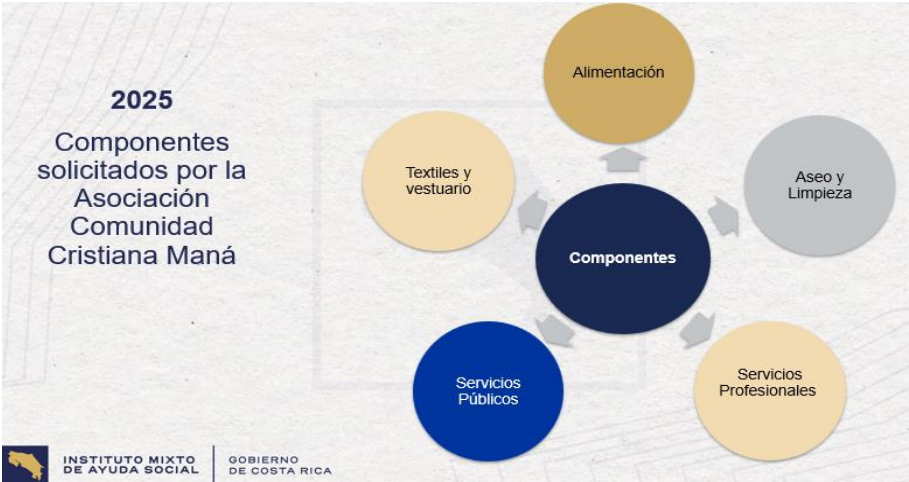 2025
Componentes
solicitados por la
Asociación
Comunidad
Cristiana Maná
Alimentación
Textiles y
vestuario
Aseo y
Limpieza
Componentes
Servicios
Públicos
Servicios
Profesionales
INSTITUTO MIXTO
DE AYUDA SOCIAL
GOBIERNO
DE COSTA RICA